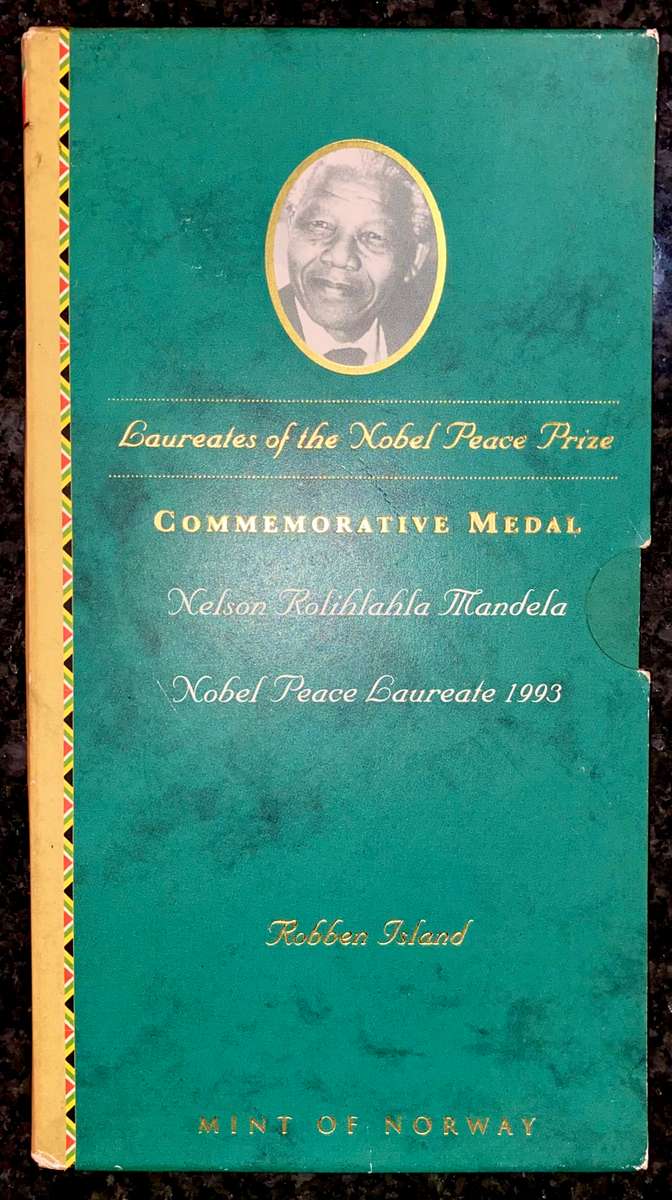 Laureates of the Nobel Peace Prize
COMMEMORATIVE MEDAL
Nelson Rolihlahla Mandela
Nobel Peace Laureate 1993
Robben Island
MINT OF NORWAY